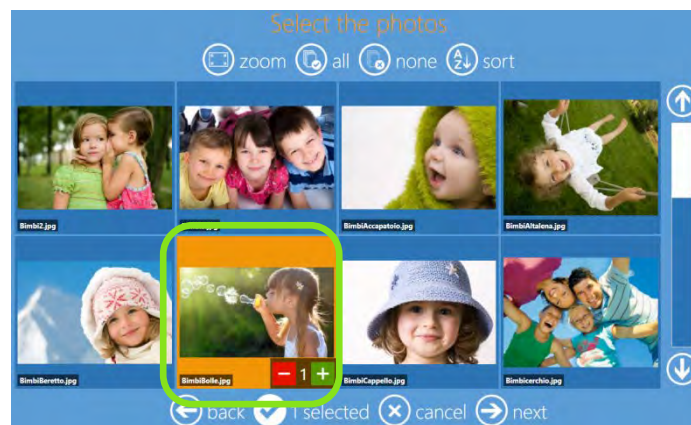 Select the photos
zoom all none A Z sort
Bimbi2.jpg
BimbiAccapatoio.jpg BimbiAltalena.jpg
BimbiBeretto.jpg BimbiBolle.jpg - 1 + BimbiCappello.jpg Bimbicerchio.jpg
back 1 selected cancel next